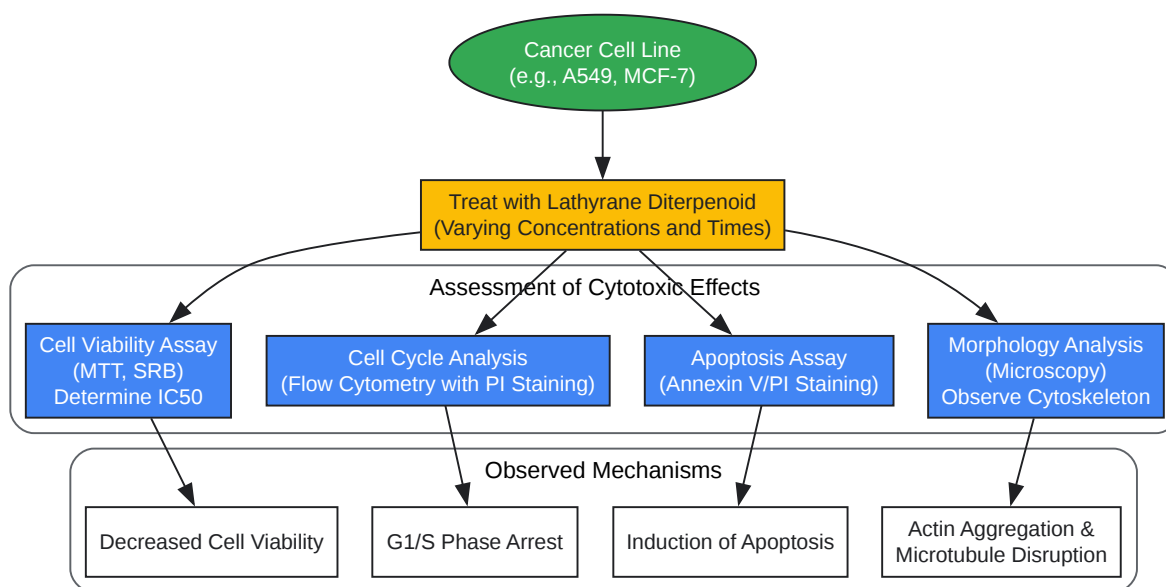 Cancer Cell Line
(e.g., A549, MCF-7)
Treat with Lathyrane Diterpenoid
(Varying Concentrations and Times)
Assessment of Cytotoxic Effects
Cell Viability Assay
(MTT, SRB)
Determine IC50
Cell Cycle Analysis
(Flow Cytometry with PI Staining)
Apoptosis Assay
(Annexin V/PI Staining)
Morphology Analysis
(Microscopy)
Observe Cytoskeleton
Observed Mechanisms
Decreased Cell Viability
G1/S Phase Arrest
Induction of Apoptosis
Actin Aggregation &
Microtubule Disruption